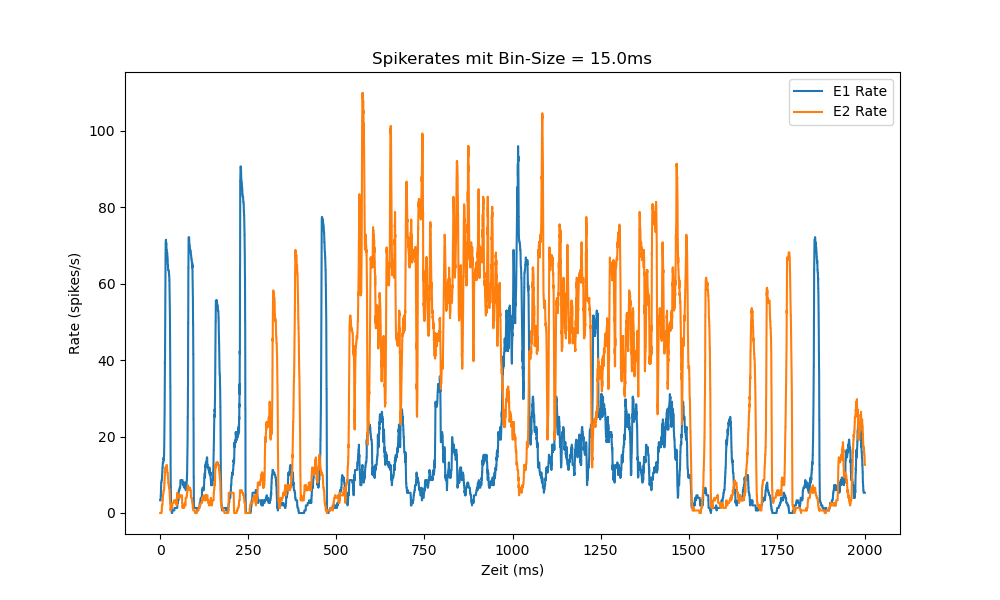 Spikerates mit Bin-Size = 15.0ms
E1 Rate
E2 Rate
Rate (spikes/s)
100
80
60
40
20
0
0 250 500 750 1000 1250 1500 1750 2000
Zeit (ms)